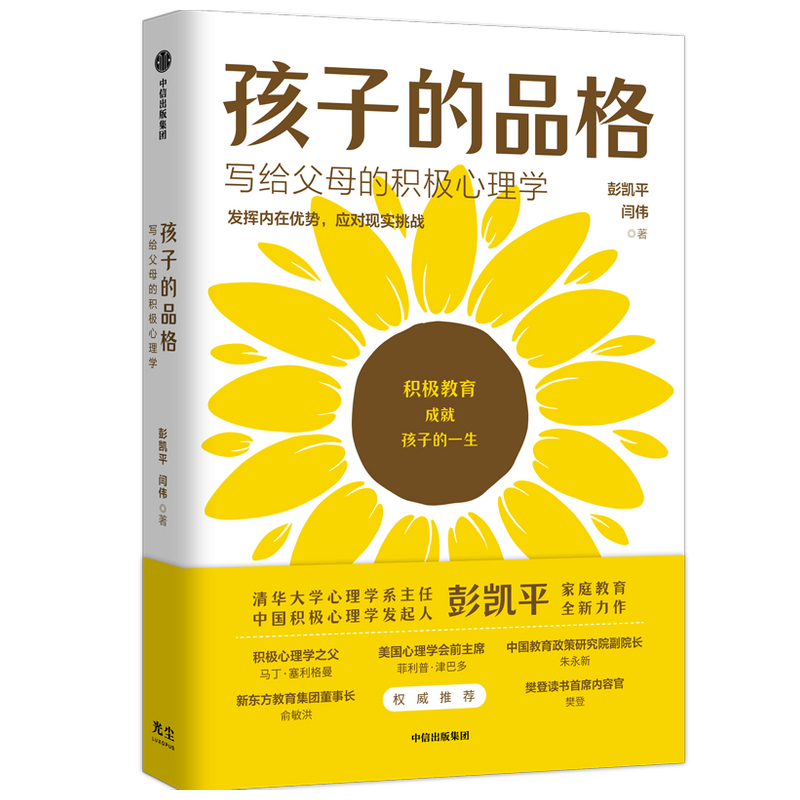 孩子的品格
写给父母的积极心理学
发挥内在优势，应对现实挑战
彭凯平
闫伟
◎著
积极教育
成就
孩子的一生
清华大学心理学系主任
中国积极心理学发起人
彭凯平
家庭教育
全新力作
积极心理学之父
马丁·塞利格曼
美国心理学会前主席
菲利普·津巴多
中国教育政策研究院副院长
朱永新
新东方教育集团董事长
俞敏洪
权威推荐
樊登读书首席内容官
樊登
中信出版集团
中信出版集团
孩子的品格
写给父母的积极心理学
彭凯平 闫伟◎著
光尘
LUXOPUS